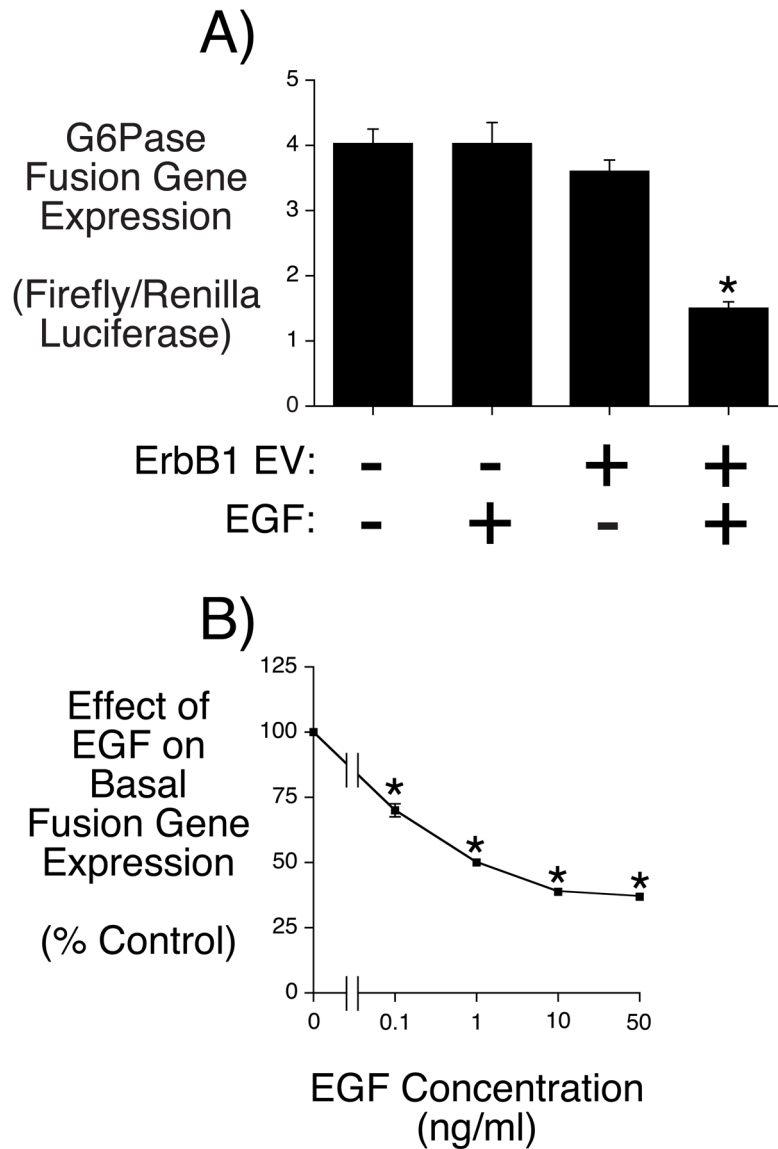 A)
G6Pase
Fusion Gene
Expression
(Firefly/Renilla
Luciferase)
5
4
3
2
1
0
*
ErbB1 EV: - - + +
EGF: - + - +
B)
Effect of
EGF on
Basal
Fusion Gene
Expression
(% Control)
125
100
75
50
25
0
* * * *
0 0.1 1 10 50
EGF Concentration
(ng/ml)